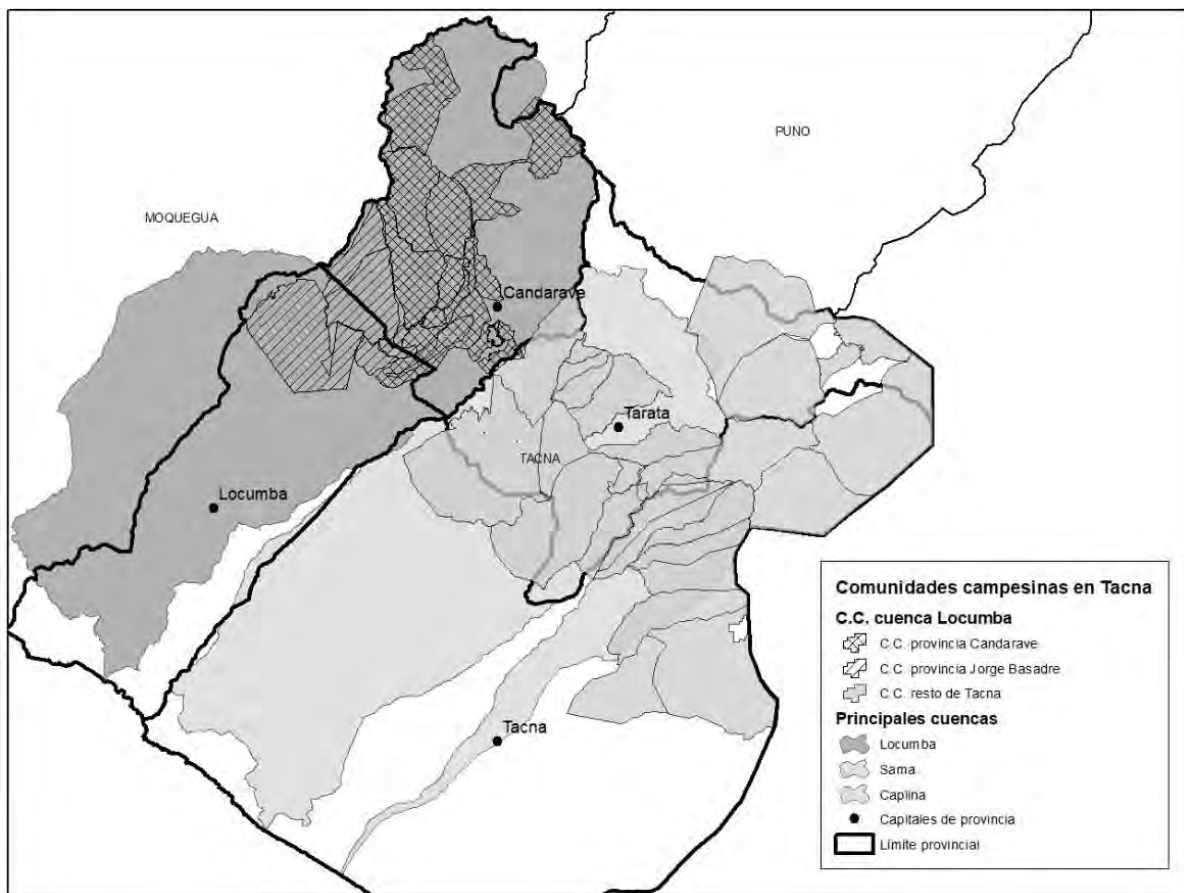 PUNO
MOQUEGUA
Candarave
Tarata
TACNA
Locumba
Tacna
Comunidades campesinas en Tacna
C.C. cuenca Locumba
C.C. provincia Candarave
C.C. provincia Jorge Basadre
C.C. resto de Tacna
Principales cuencas
Locumba
Sama
Caplina
Capitales de provincia
Límite provincial